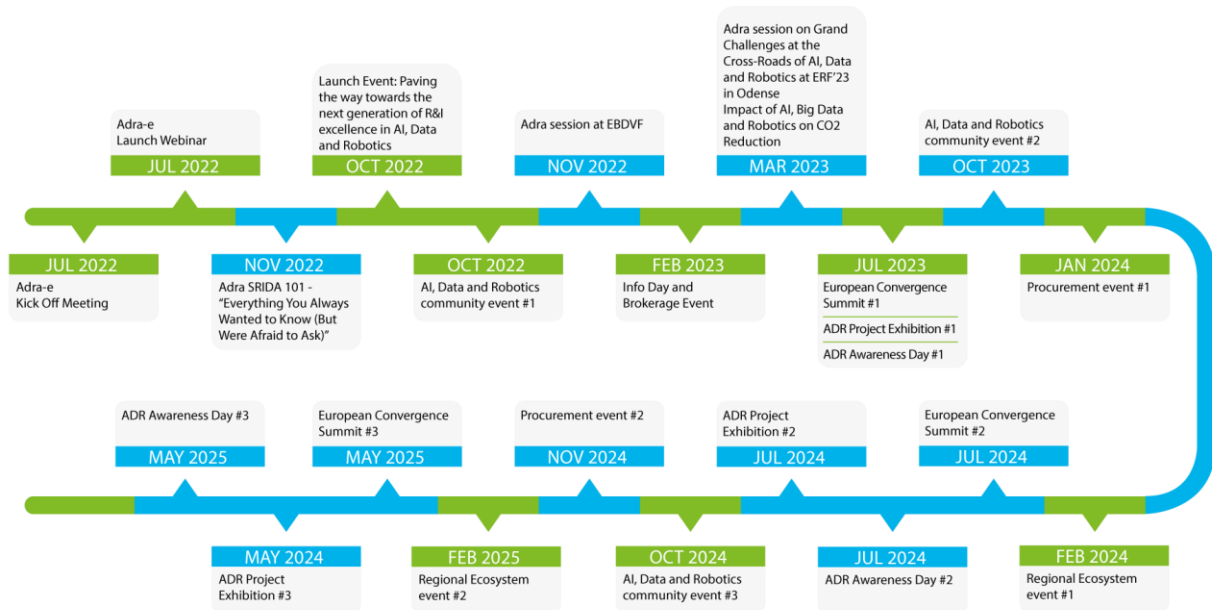 Adra-e
Launch Webinar
JUL 2022
Launch Event: Paving
the way towards the
next generation of R&I
excellence in AI, Data
and Robotics
OCT 2022
Adra session at EBDVF
NOV 2022
Adra session on Grand
Challenges at the
Cross-Roads of AI, Data
and Robotics at ERF'23
in Odense
Impact of AI, Big Data
and Robotics on CO2
Reduction
MAR 2023
AI, Data and Robotics
community event #2
OCT 2023
JUL 2022
Adra-e
Kick Off Meeting
NOV 2022
Adra SRIDA 101 -
“Everything You Always
Wanted to Know (But
Were Afraid to Ask)”
OCT 2022
AI, Data and Robotics
community event #1
FEB 2023
Info Day and
Brokerage Event
JUL 2023
European Convergence
Summit #1
ADR Project Exhibition #1
ADR Awareness Day #1
JAN 2024
Procurement event #1
ADR Awareness Day #3
MAY 2025
European Convergence
Summit #3
MAY 2025
Procurement event #2
NOV 2024
ADR Project
Exhibition #2
JUL 2024
European Convergence
Summit #2
JUL 2024
MAY 2024
ADR Project
Exhibition #3
FEB 2025
Regional Ecosystem
event #2
OCT 2024
AI, Data and Robotics
community event #3
JUL 2024
ADR Awareness Day #2
FEB 2024
Regional Ecosystem
event #1